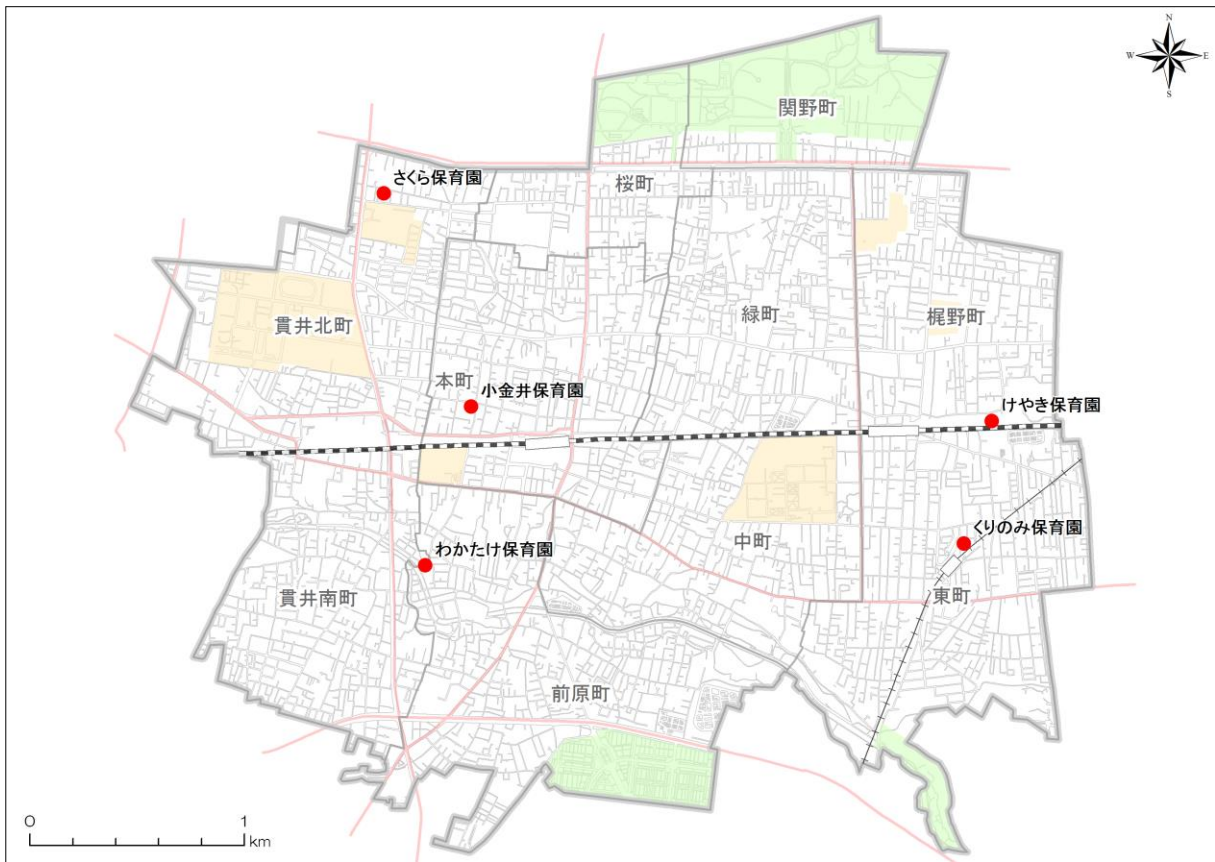 N
W
E
S
関野町
さくら保育園
桜町
緑町
梶野町
貫井北町
本町
小金井保育園
けやき保育園
中町
くりのみ保育園
わかたけ保育園
貫井南町
東町
前原町
0
1
km